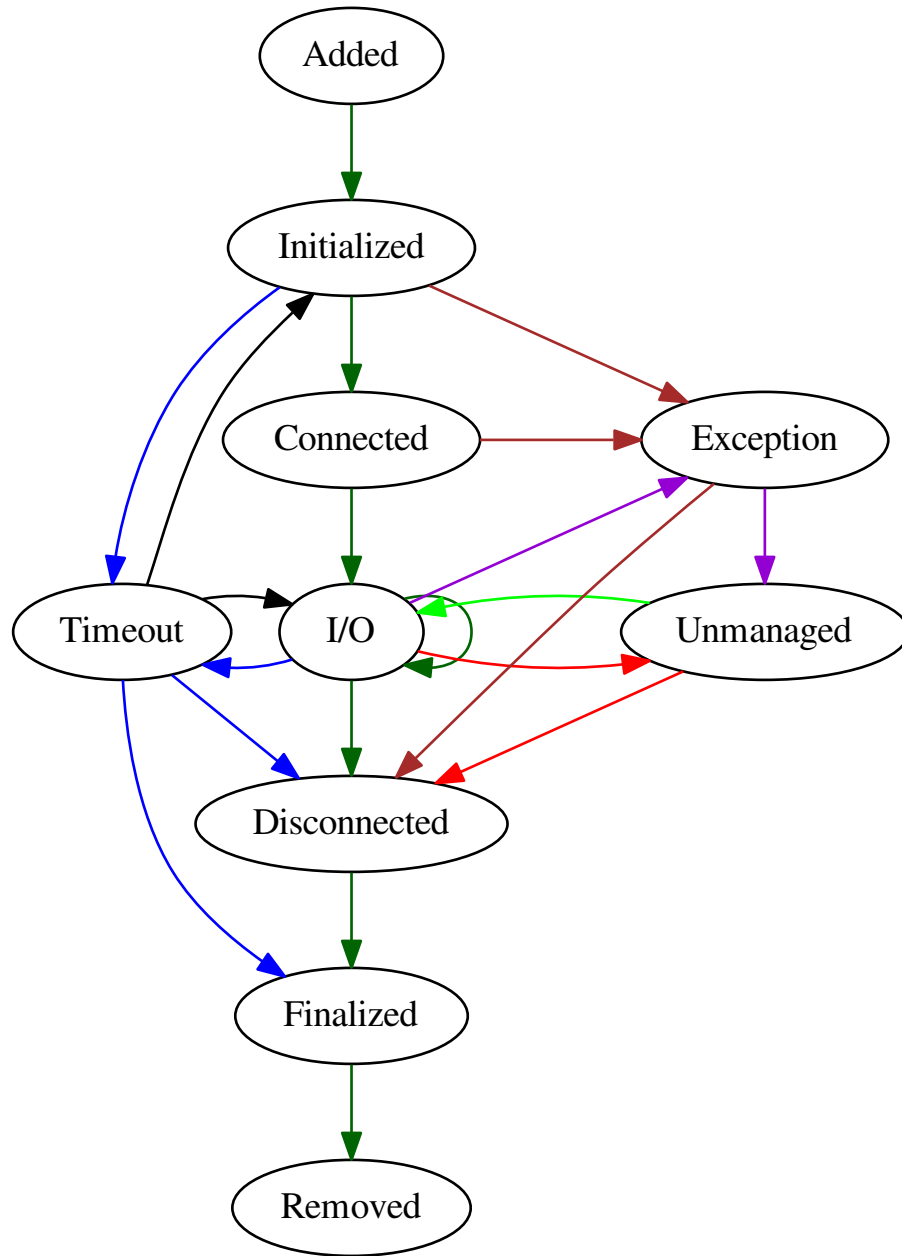 Added
Initialized
Connected
Exception
Timeout
I/O
Unmanaged
Disconnected
Finalized
Removed